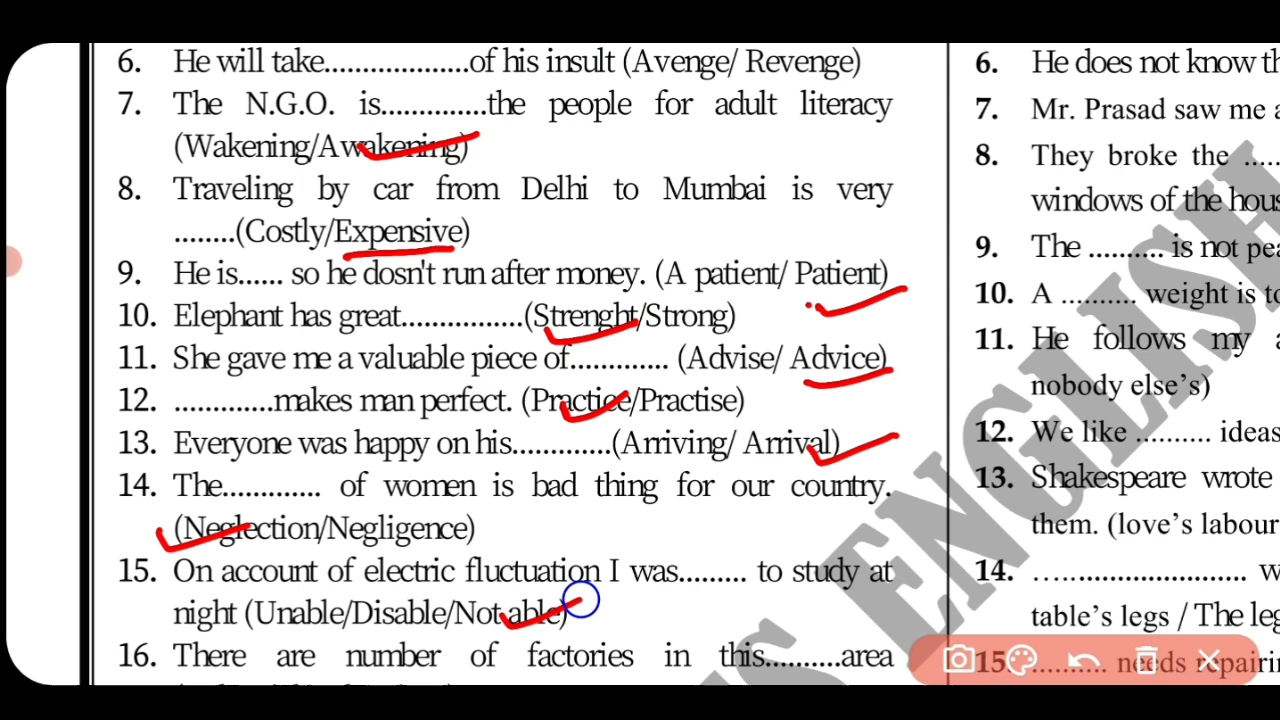 6. He will take...................of his insult (Avenge/ Revenge)
7. The N.G.O. is..............the people for adult literacy
(Wakening/Awakening)
8. Traveling by car from Delhi to Mumbai is very
........(Costly/Expensive)
9. He is...... so he dosn't run after money. (A patient/ Patient)
10. Elephant has great................(Strenght/Strong)
11. She gave me a valuable piece of............. (Advise/ Advice)
12. .............makes man perfect. (Practice/Practise)
13. Everyone was happy on his.............(Arriving/ Arrival)
14. The............. of women is bad thing for our country.
(Neglection/Negligence)
15. On account of electric fluctuation I was......... to study at
night (Unable/Disable/Not able)
16. There are number of factories in this..........area
6. He does not know th
7. Mr. Prasad saw me a
8. They broke the .....
windows of the hous
9. The .......... is not pea
10. A .......... weight is to
11. He follows my a
nobody else's)
12. We like .......... ideas
13. Shakespeare wrote
them. (love's labour
14. ........................... w
table's legs / The leg
15. .......... needs repairin
ENGLISH